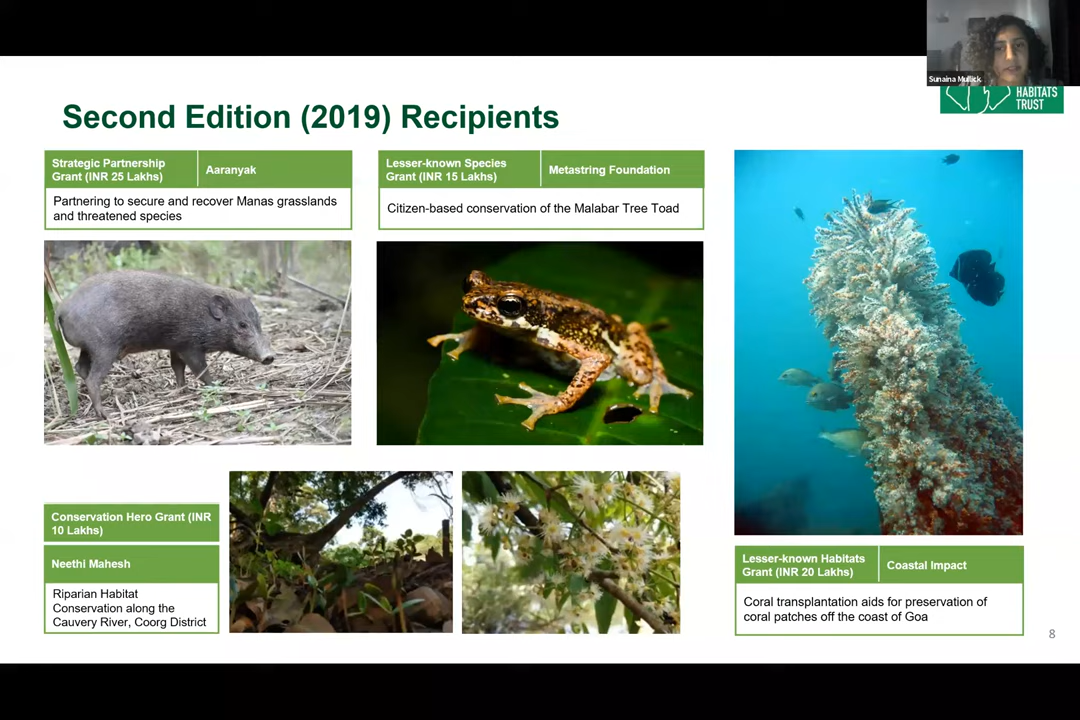 Sunaina Mullick
HABITATS
TRUST
Second Edition (2019) Recipients
Strategic Partnership
Grant (INR 25 Lakhs)
Aaranyak
Partnering to secure and recover Manas grasslands
and threatened species
Lesser-known Species
Grant (INR 15 Lakhs)
Metastring Foundation
Citizen-based conservation of the Malabar Tree Toad
Conservation Hero Grant (INR
10 Lakhs)
Neethi Mahesh
Riparian Habitat
Conservation along the
Cauvery River, Coorg District
Lesser-known Habitats
Grant (INR 20 Lakhs)
Coastal Impact
Coral transplantation aids for preservation of
coral patches off the coast of Goa
8